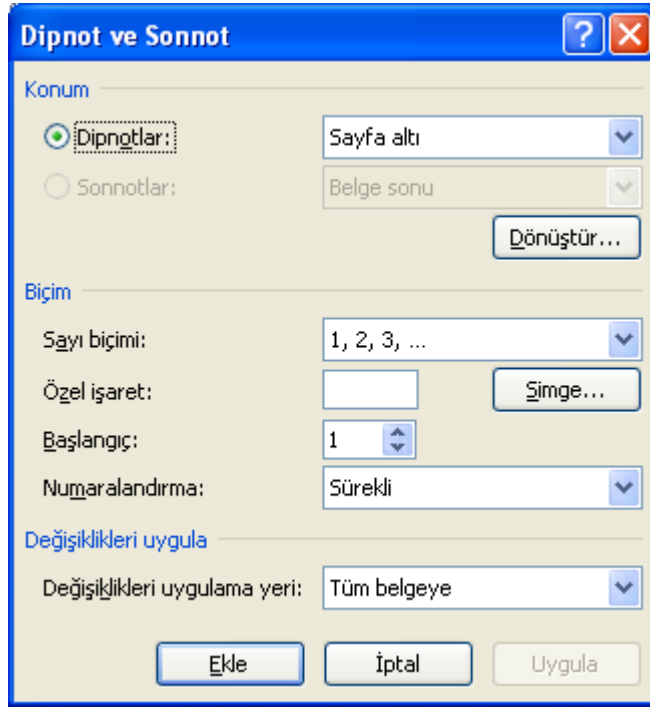 Dipnot ve Sonnot ?
Konum
Dipnotlar: Sayfa altı
Sonnotlar: Belge sonu
Dönüştür...
Biçim
Sayı biçimi: 1, 2, 3, ...
Özel işaret: Simge...
Başlangıç: 1
Numaralandırma: Sürekli
Değişiklikleri uygula
Değişiklikleri uygulama yeri: Tüm belgeye
Ekle İptal Uygula